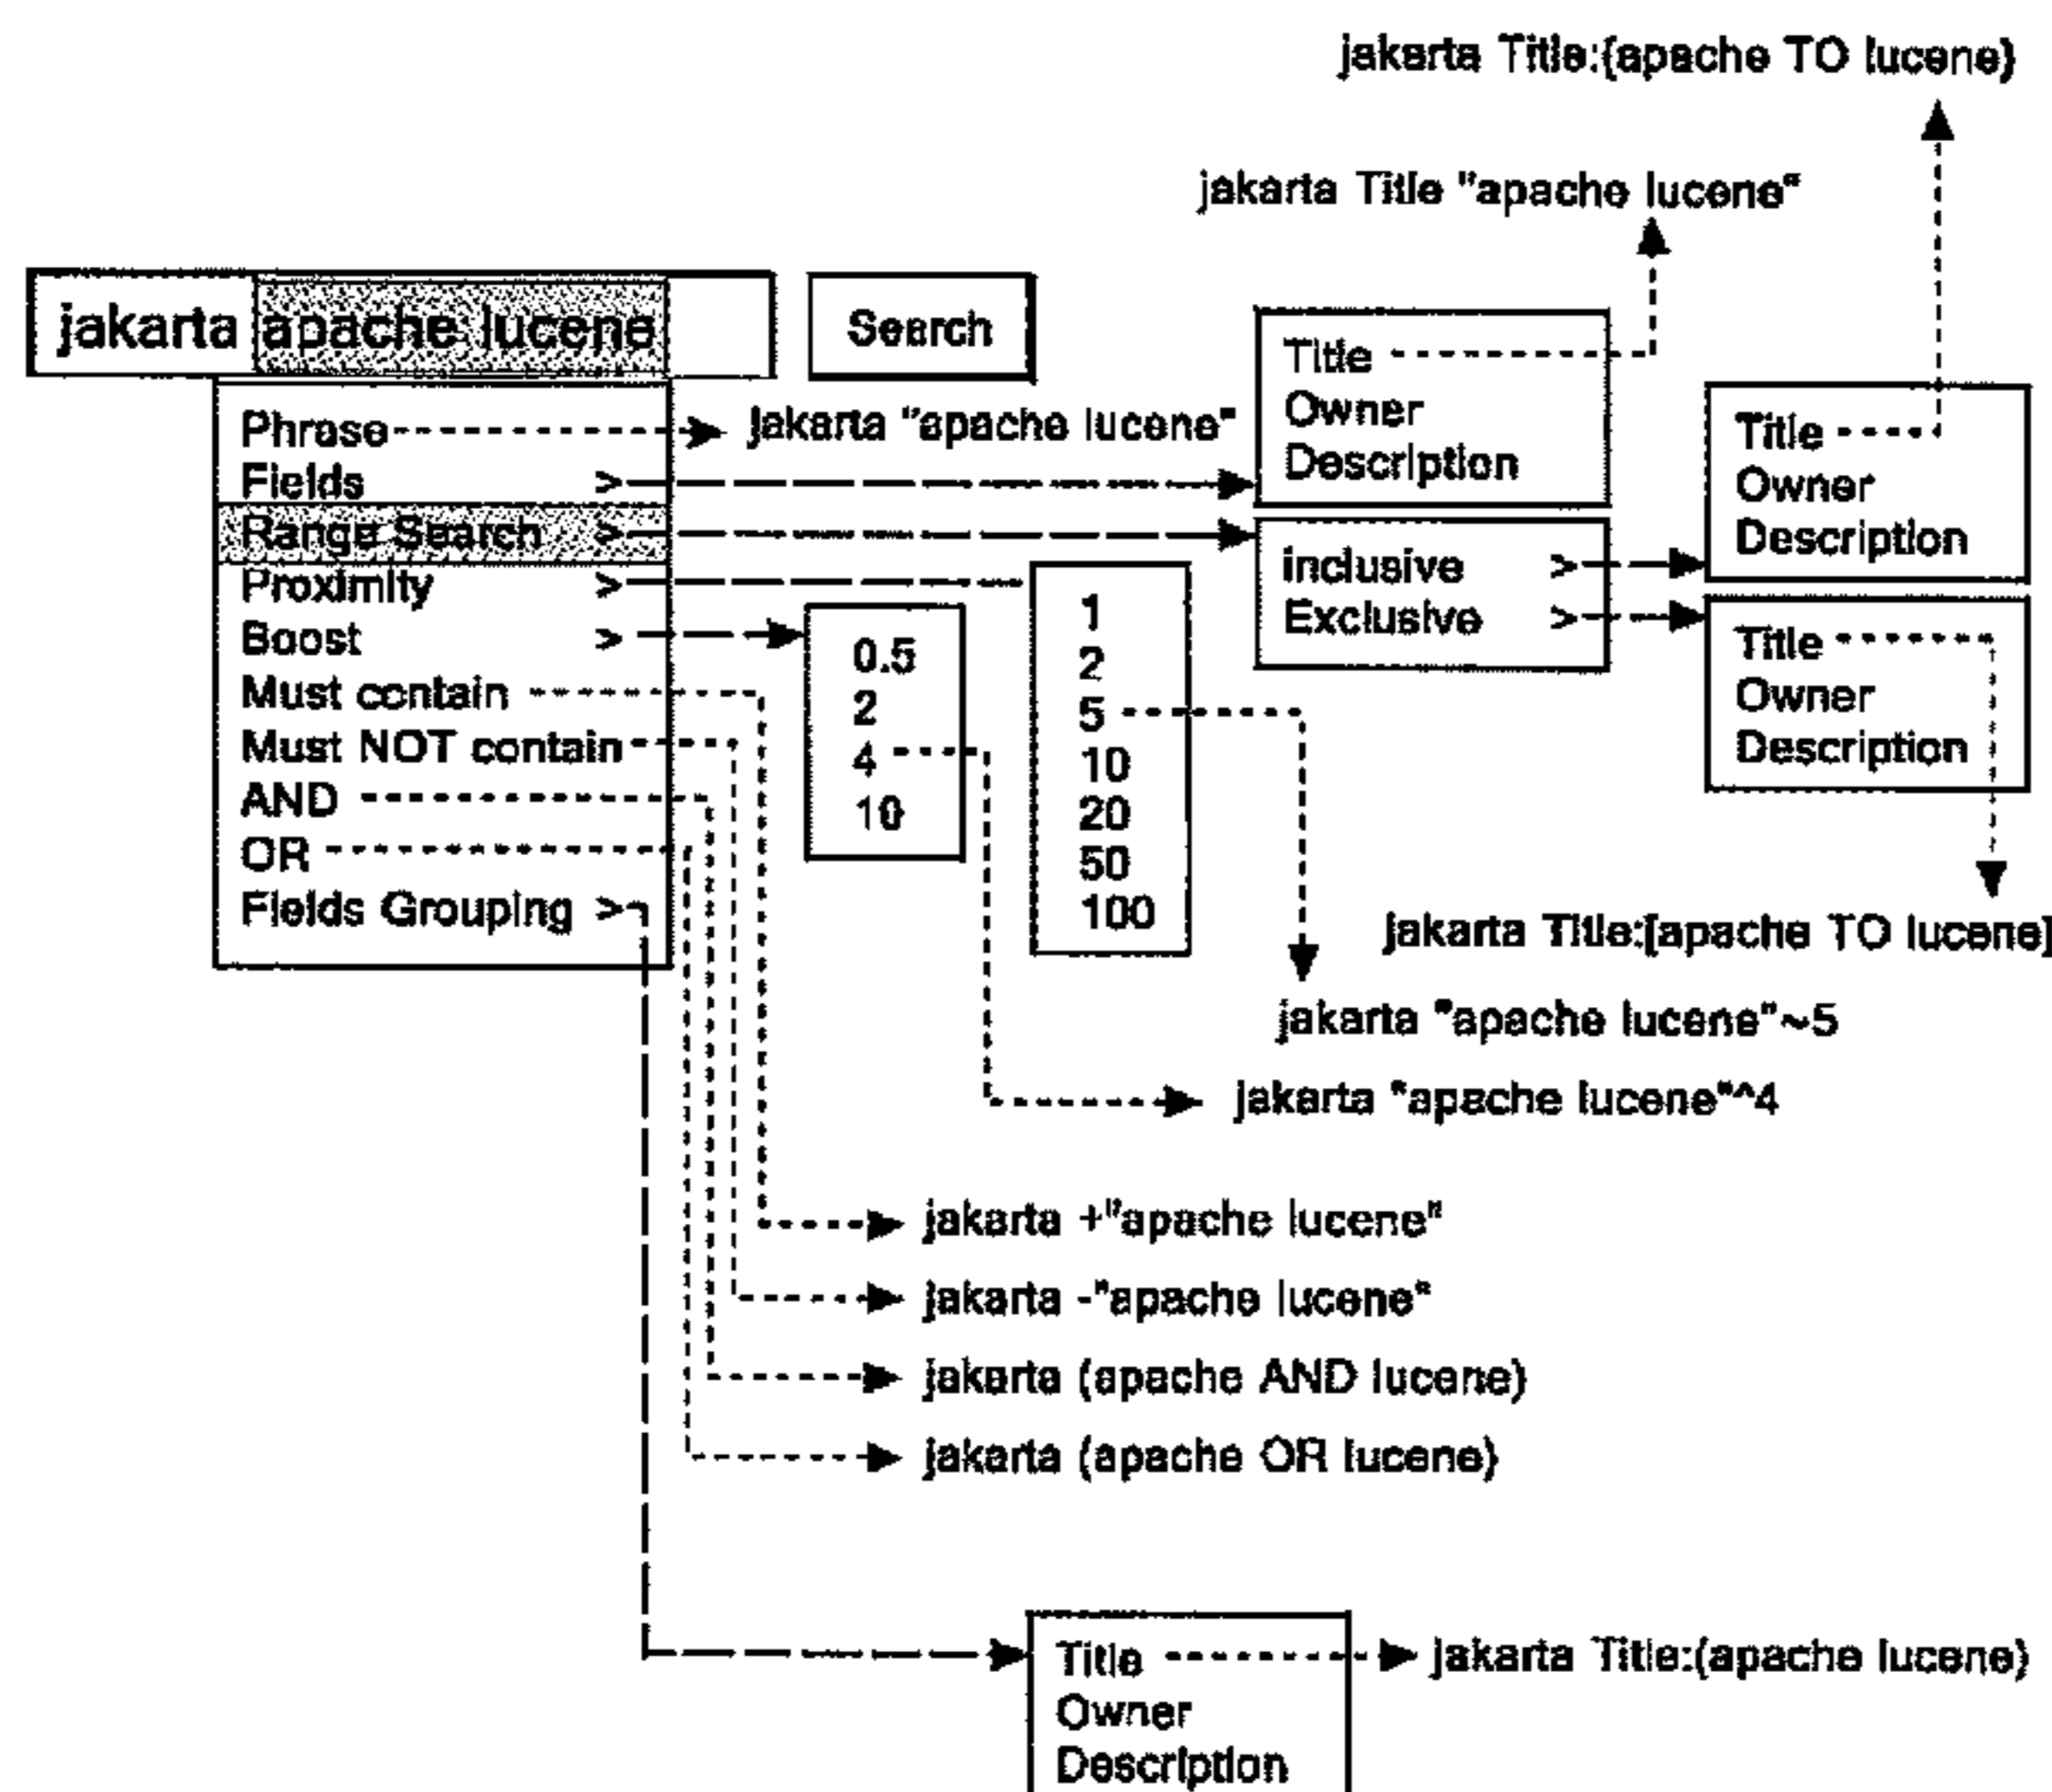 jakarta Title:{apache TO lucene}
jakarta Title "apache lucene"
jakarta apache lucene
Search
Phrase
Fields >
Range Search >
Proximity >
Boost >
Must contain
Must NOT contain
AND
OR
Fields Grouping >
jakarta "apache lucene"
Title
Owner
Description
inclusive >
Exclusive >
Title
Owner
Description
Title
Owner
Description
0.5
2
4
10
1
2
5
10
20
50
100
jakarta Title:[apache TO lucene]
jakarta "apache lucene"~5
jakarta "apache lucene"^4
jakarta +"apache lucene"
jakarta -"apache lucene"
jakarta (apache AND lucene)
jakarta (apache OR lucene)
Title
Owner
Description
jakarta Title:(apache lucene)